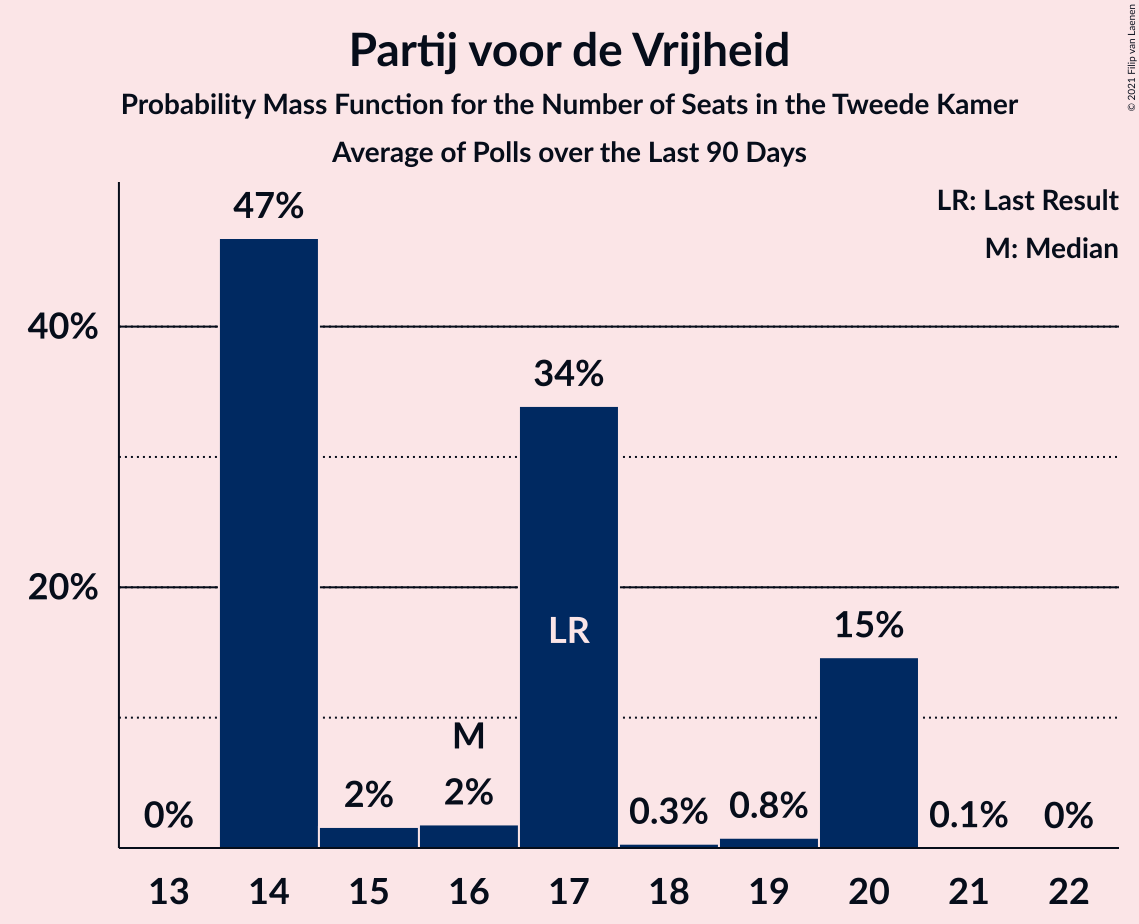 Partij voor de Vrijheid
Probability Mass Function for the Number of Seats in the Tweede Kamer
Average of Polls over the Last 90 Days
© 2021 Filip van Laenen
LR: Last Result
M: Median
47%
40%
34%
20%
15%
LR
M
0%
2%
2%
0.3%
0.8%
0.1%
0%
13 14 15 16 17 18 19 20 21 22